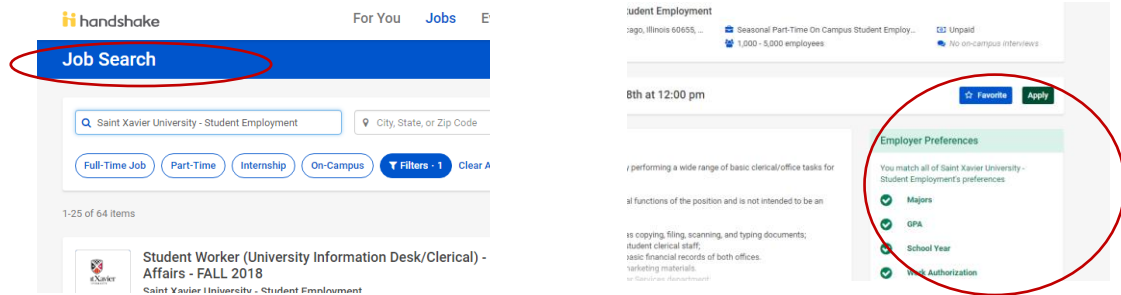 handshake
For You Jobs E
Job Search
Saint Xavier University - Student Employment
City, State, or Zip Code
Full-Time Job Part-Time Internship On-Campus Filters · 1 Clear A
1-25 of 64 items
Student Worker (University Information Desk/Clerical) -
Affairs - FALL 2018
Saint Xavier University - Student Employment
tudent Employment
cago, Illinois 60655, ... Seasonal Part-Time On Campus Student Employ... Unpaid
1,000 - 5,000 employees No on-campus interviews
8th at 12:00 pm
Favorite Apply
Employer Preferences
You match all of Saint Xavier University -
Student Employment's preferences
Majors
GPA
School Year
Work Authorization
y performing a wide range of basic clerical/office tasks for
al functions of the position and is not intended to be an
as copying, filing, scanning, and typing documents;
tudent clerical staff;
basic financial records of both offices.
marketing materials.
Services department;